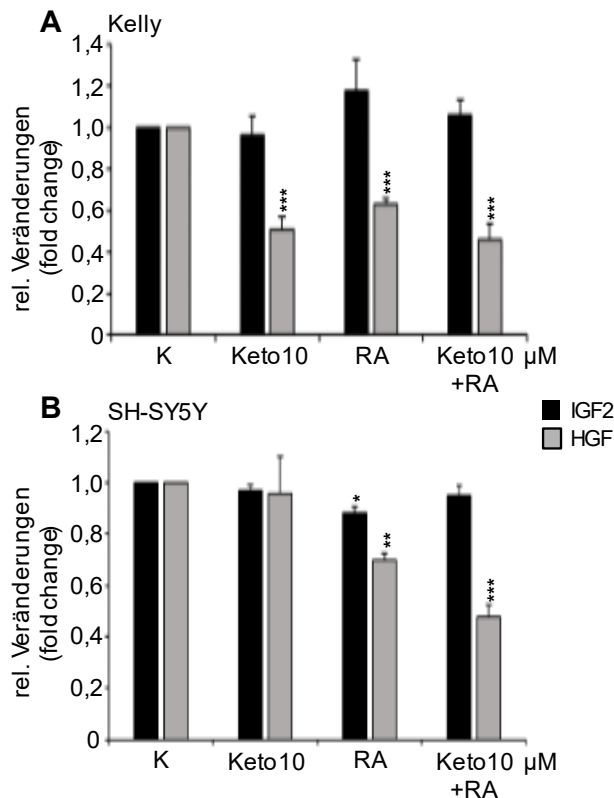 A Kelly
rel. Veränderungen
(fold change)
1,4
1,2
1,0
0,8
0,6
0,4
0,2
0
***
***
***
K Keto10 RA Keto10 µM
+RA
B SH-SY5Y
IGF2
HGF
rel. Veränderungen
(fold change)
1,2
1,0
0,8
0,6
0,4
0,2
0
*
**
***
K Keto10 RA Keto10 µM
+RA